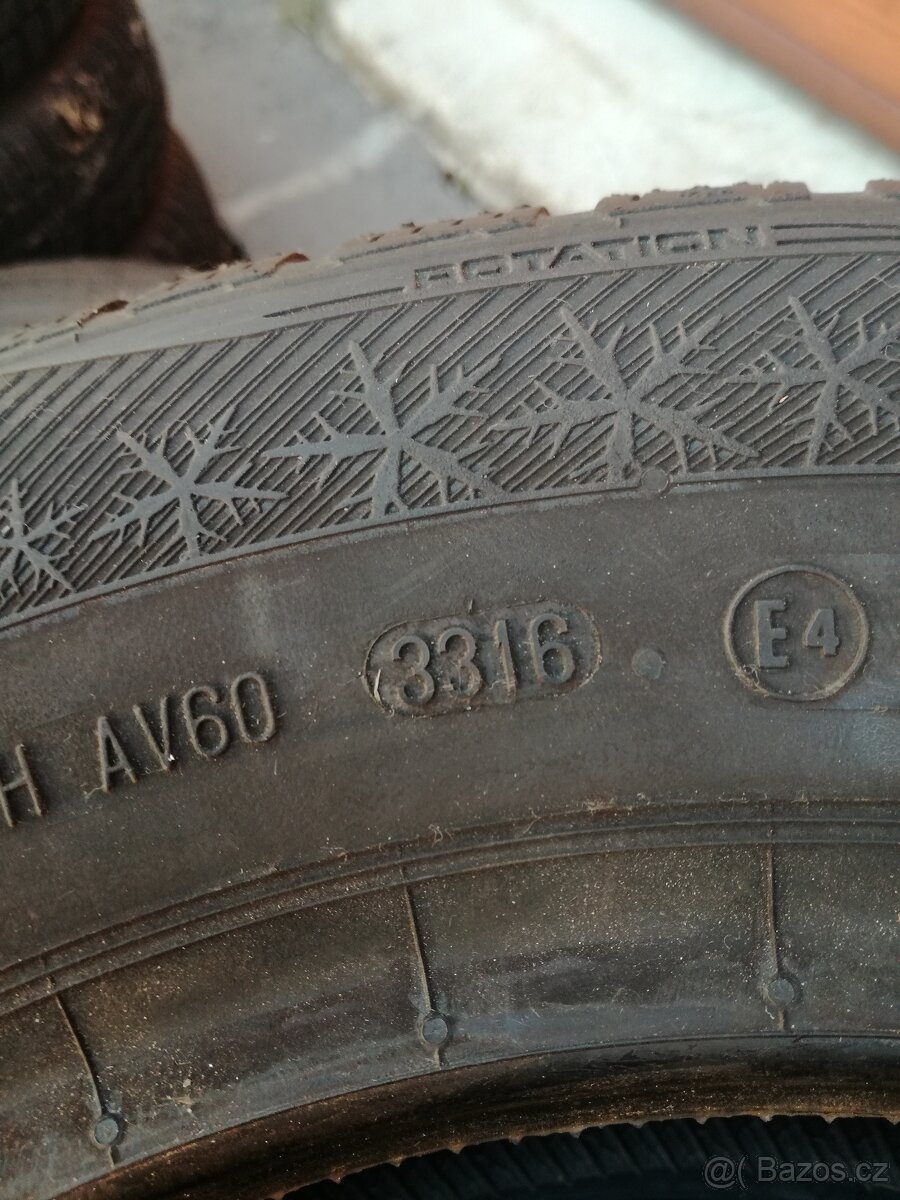 ROTATION
H AV60 3316 E4
@( Bazos.cz